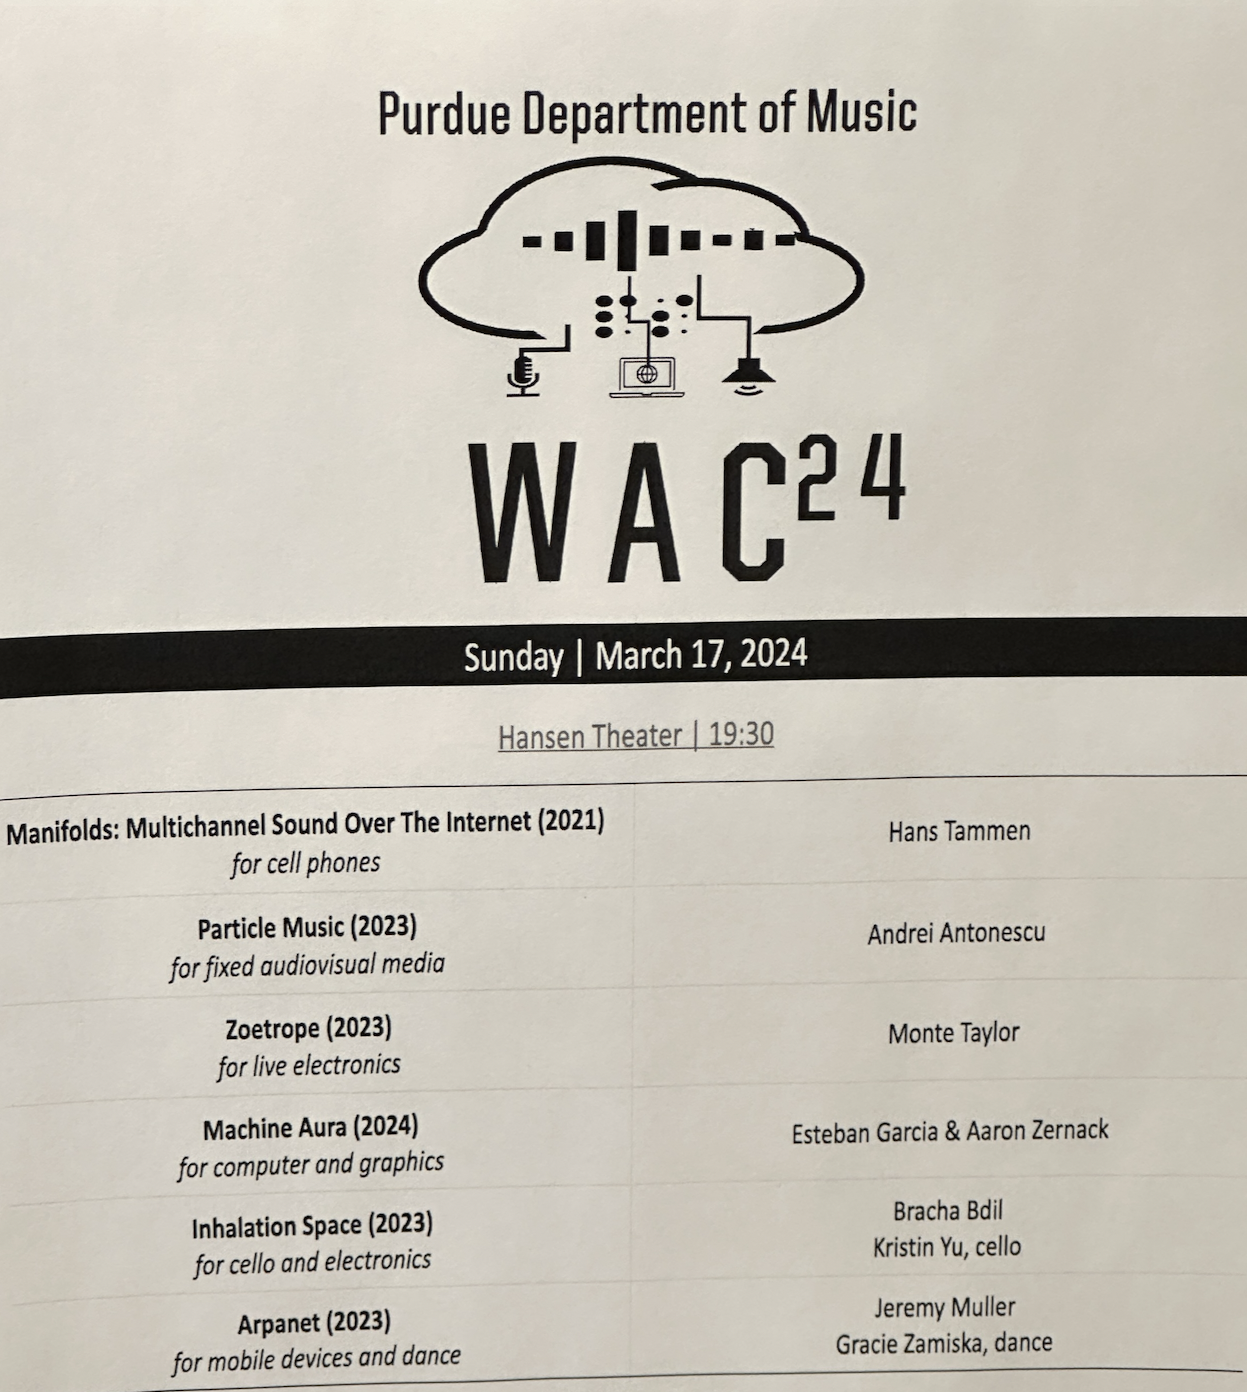 Purdue Department of Music
WAC24
Sunday | March 17, 2024
Hansen Theater | 19:30
Manifolds: Multichannel Sound Over The Internet (2021)
for cell phones
Hans Tammen
Particle Music (2023)
for fixed audiovisual media
Andrei Antonescu
Zoetrope (2023)
for live electronics
Monte Taylor
Machine Aura (2024)
for computer and graphics
Esteban Garcia & Aaron Zernack
Inhalation Space (2023)
for cello and electronics
Bracha Bdil
Kristin Yu, cello
Arpanet (2023)
for mobile devices and dance
Jeremy Muller
Gracie Zamiska, dance